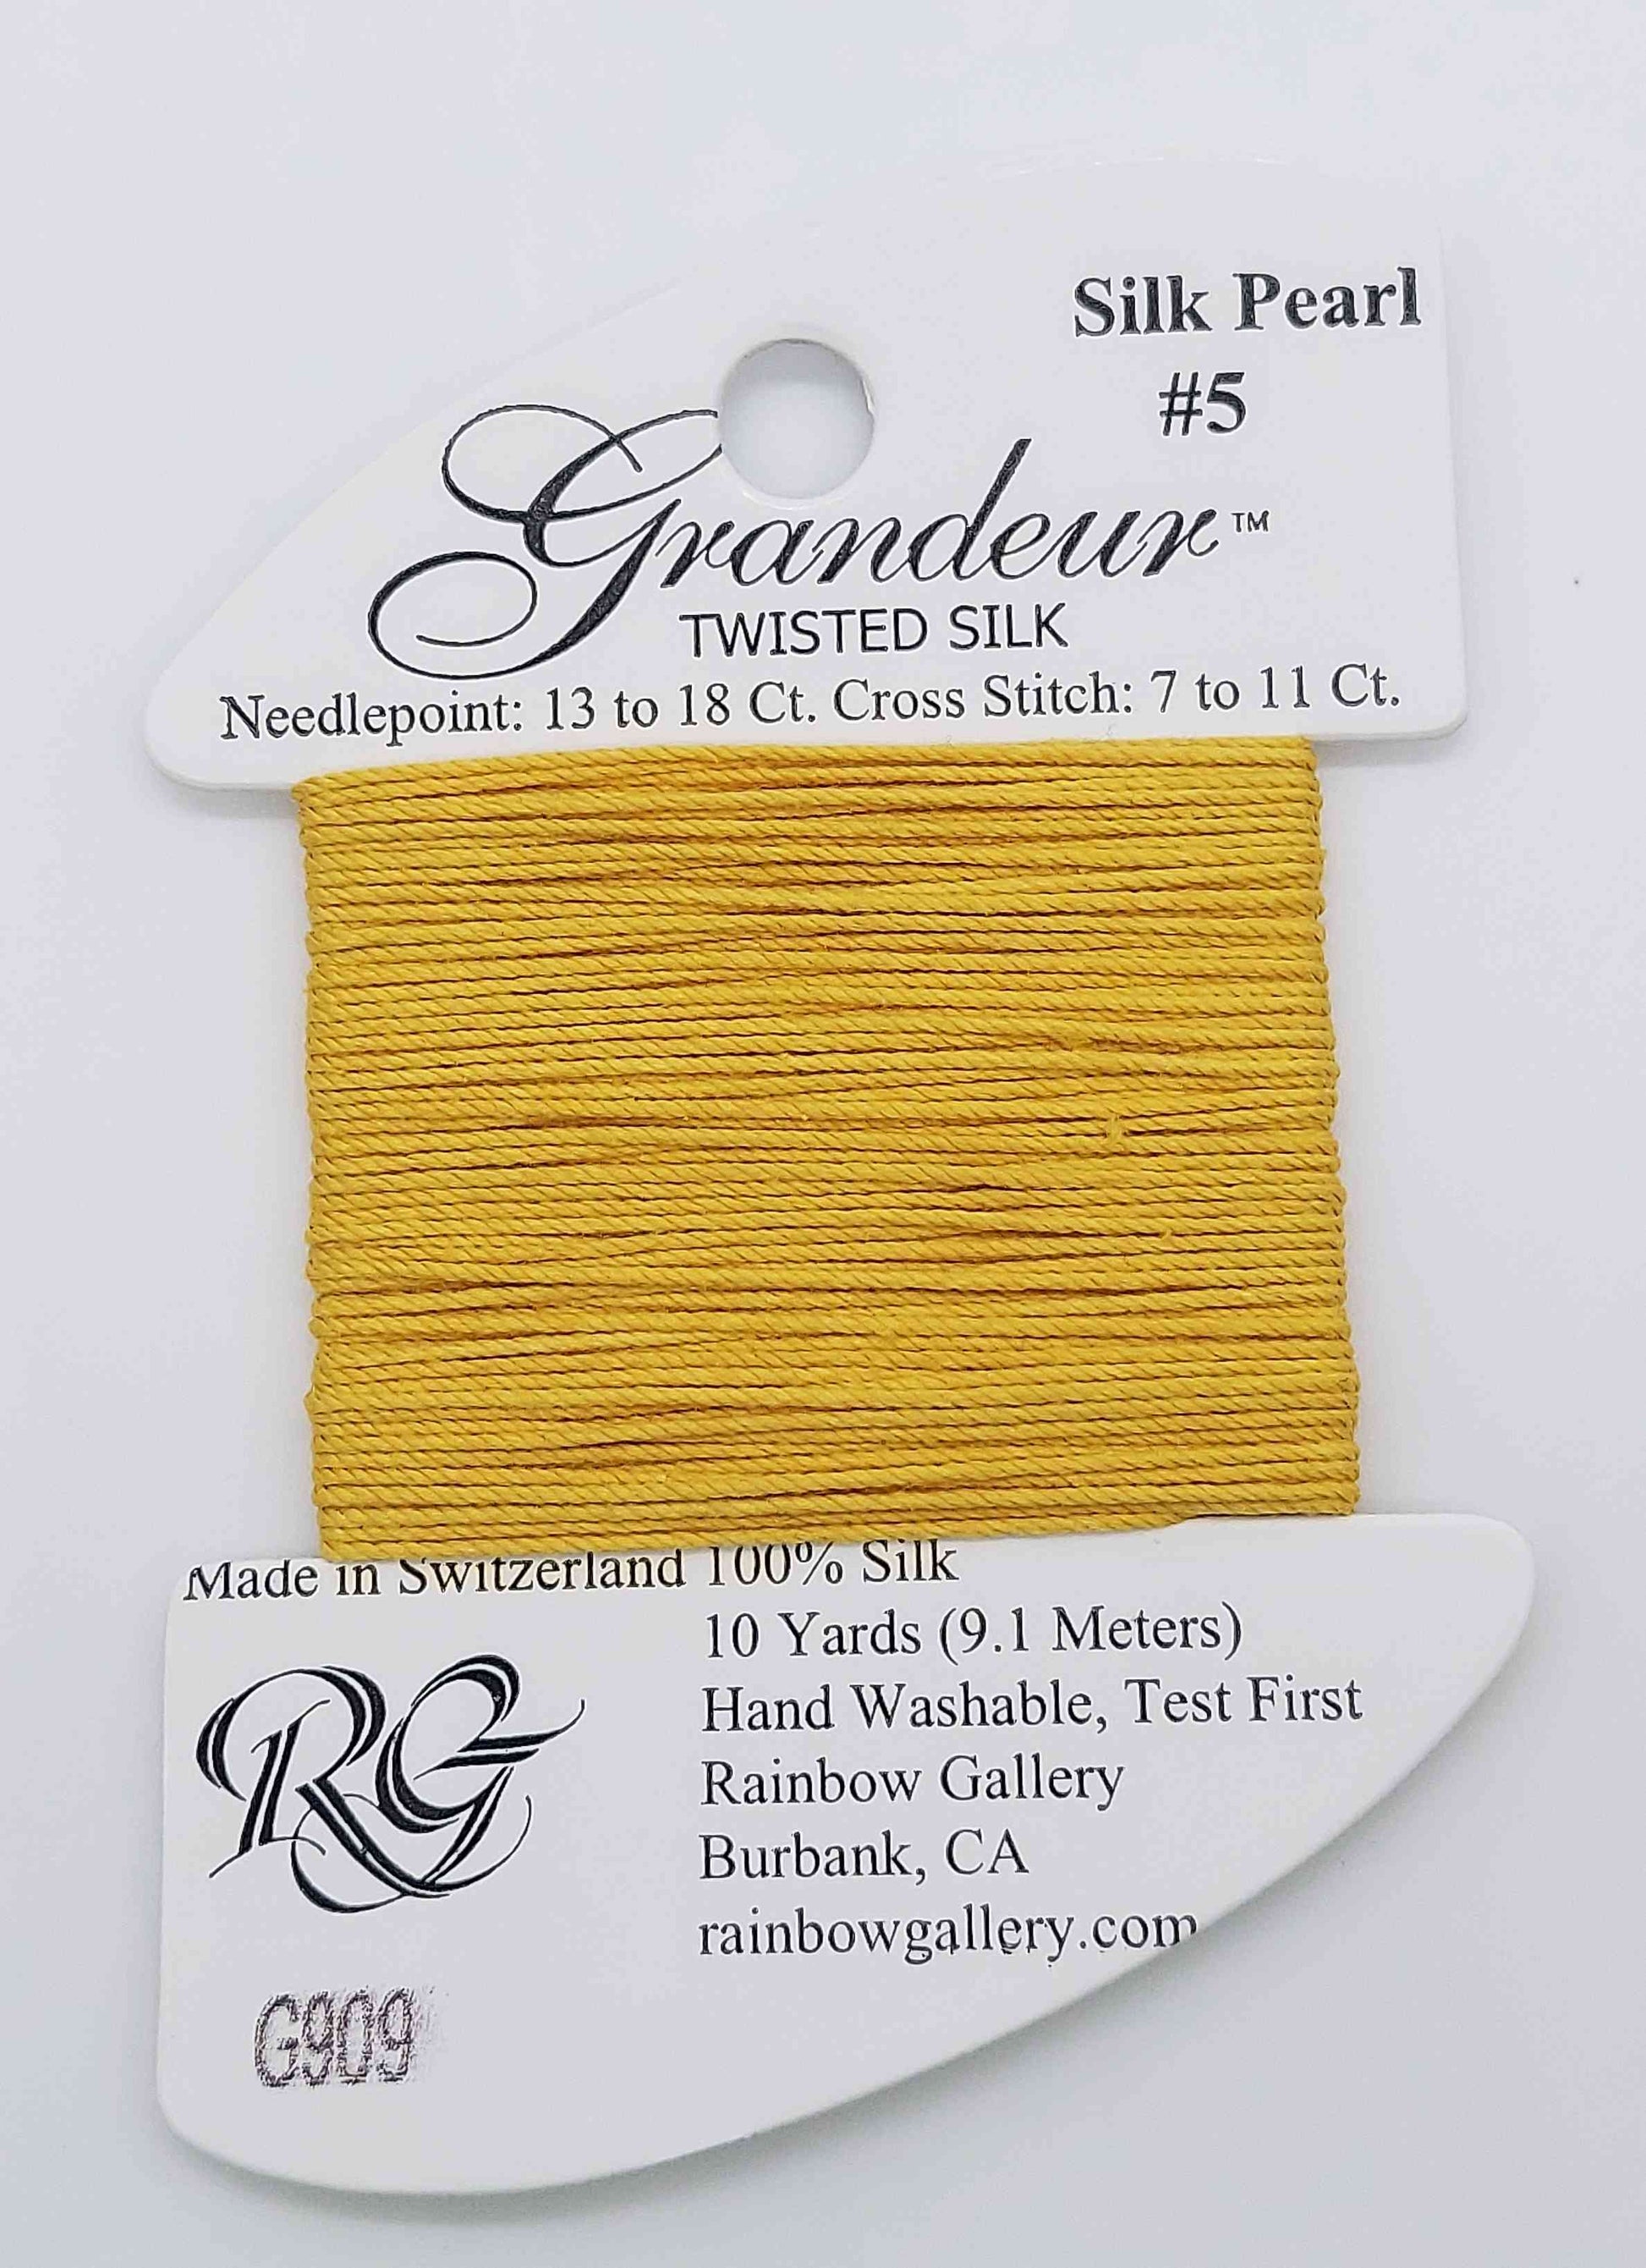 Silk Pearl
#5
Grandeur™
TWISTED SILK
Needlepoint: 13 to 18 Ct. Cross Stitch: 7 to 11 Ct.
Made in Switzerland 100% Silk
10 Yards (9.1 Meters)
Hand Washable, Test First
RG
Rainbow Gallery
Burbank, CA
rainbowgallery.com
G909